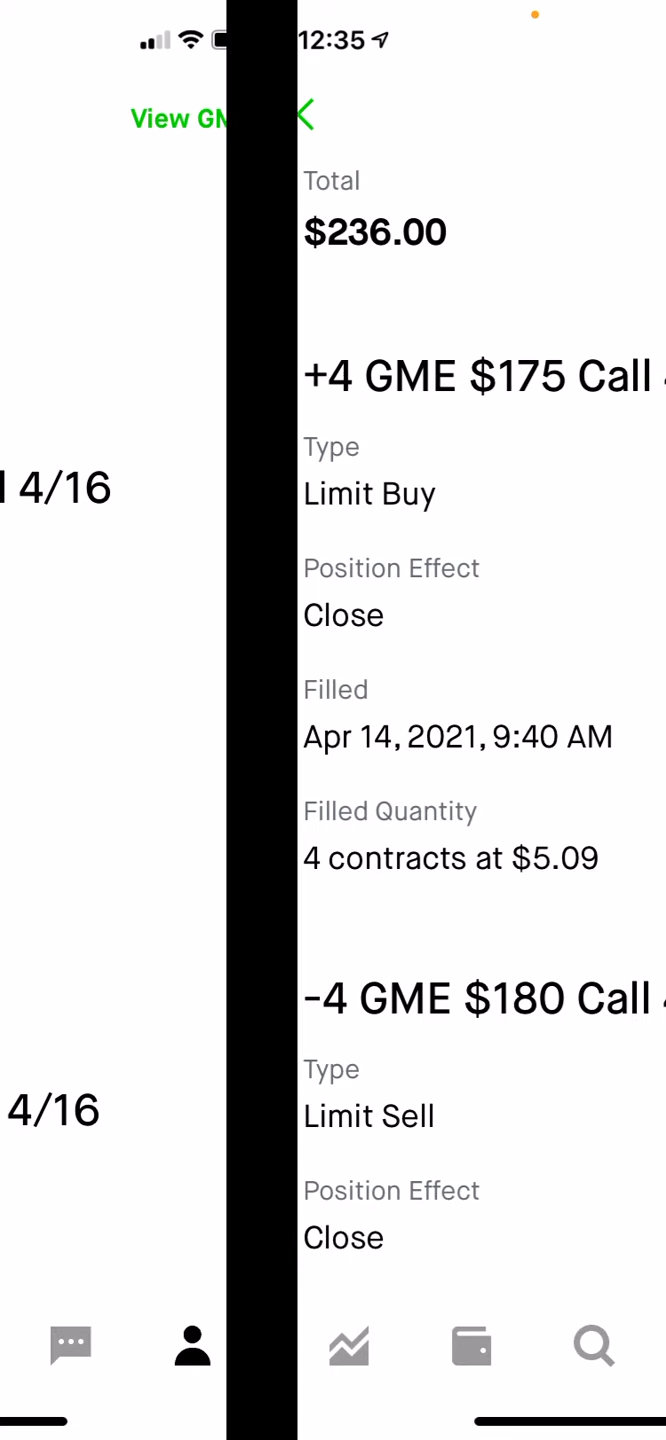 View GM
4/16
4/16
12:35
Total
$236.00
+4 GME $175 Call
Type
Limit Buy
Position Effect
Close
Filled
Apr 14, 2021, 9:40 AM
Filled Quantity
4 contracts at $5.09
-4 GME $180 Call
Type
Limit Sell
Position Effect
Close